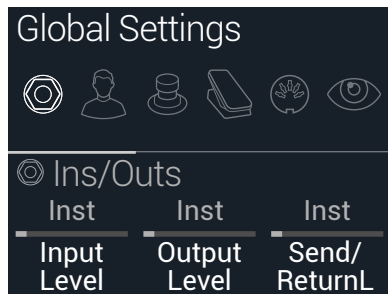 Global Settings
Ins/Outs
Inst Inst Inst
Input Output Send/
Level Level ReturnL